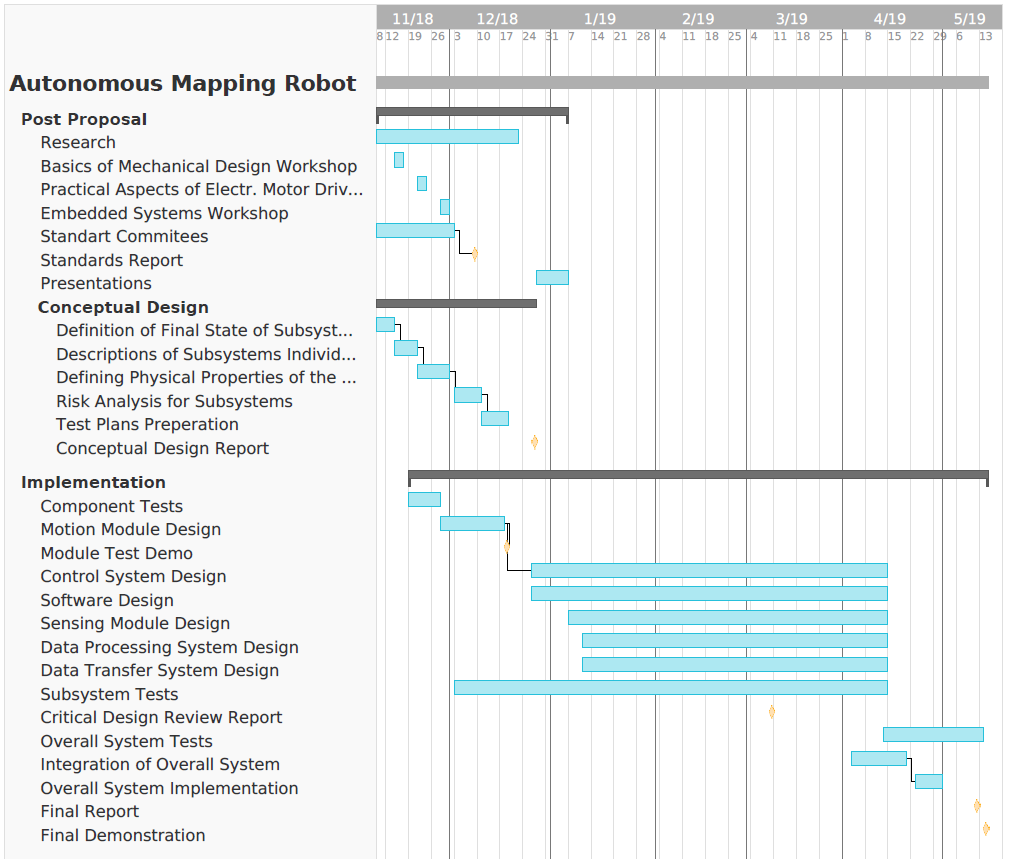 11/18 12/18 1/19 2/19 3/19 4/19 5/19
8 12 19 26 3 10 17 24 31 7 14 21 28 4 11 18 25 4 11 18 25 1 8 15 22 29 6 13
Autonomous Mapping Robot
Post Proposal
Research
Basics of Mechanical Design Workshop
Practical Aspects of Electr. Motor Driv...
Embedded Systems Workshop
Standart Commitees
Standards Report
Presentations
Conceptual Design
Definition of Final State of Subsyst...
Descriptions of Subsystems Individ...
Defining Physical Properties of the ...
Risk Analysis for Subsystems
Test Plans Preperation
Conceptual Design Report
Implementation
Component Tests
Motion Module Design
Module Test Demo
Control System Design
Software Design
Sensing Module Design
Data Processing System Design
Data Transfer System Design
Subsystem Tests
Critical Design Review Report
Overall System Tests
Integration of Overall System
Overall System Implementation
Final Report
Final Demonstration